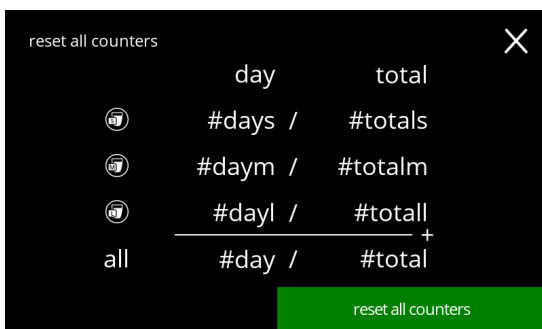 reset all counters
day total
S #days / #totals
M #daym / #totalm
L #dayl / #totall
+
all #day / #total
reset all counters